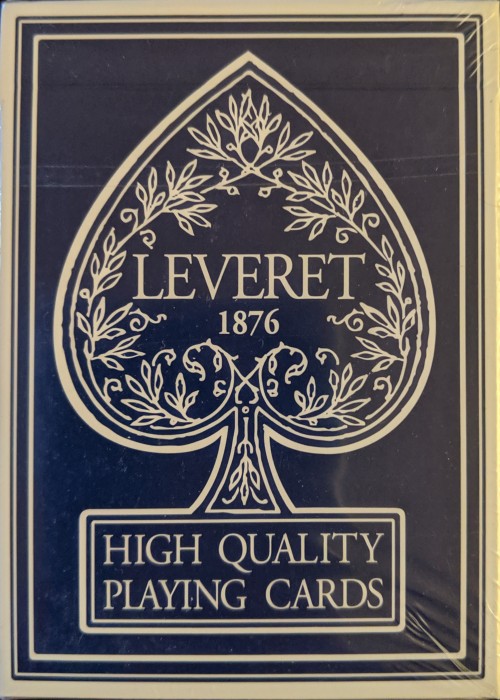 LEVERET
1876
HIGH QUALITY
PLAYING CARDS